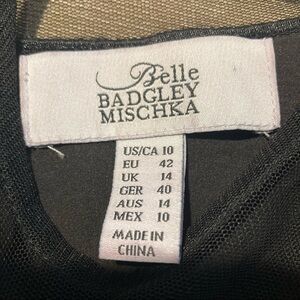 Belle
BADGLEY
MISCHKA
US/CA 10
EU 42
UK 14
GER 40
AUS 14
MEX 10
MADE IN
CHINA